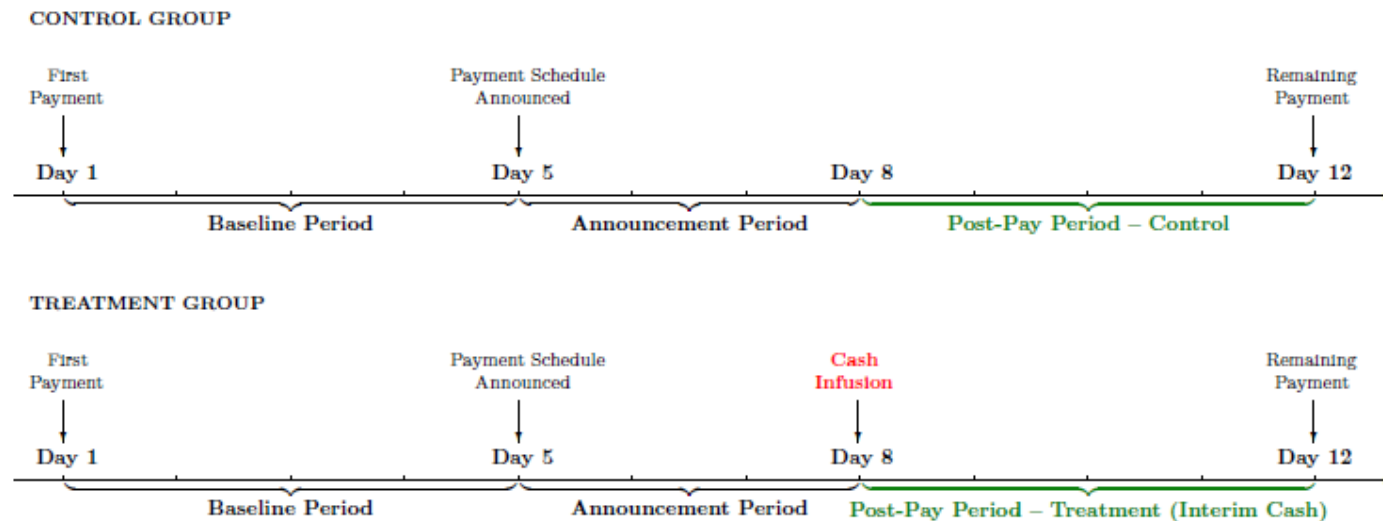 CONTROL GROUP
First
Payment
Payment Schedule
Announced
Remaining
Payment
Day 1
Day 5
Day 8
Day 12
Baseline Period
Announcement Period
Post-Pay Period – Control
TREATMENT GROUP
First
Payment
Payment Schedule
Announced
Cash
Infusion
Remaining
Payment
Day 1
Day 5
Day 8
Day 12
Baseline Period
Announcement Period
Post-Pay Period – Treatment (Interim Cash)